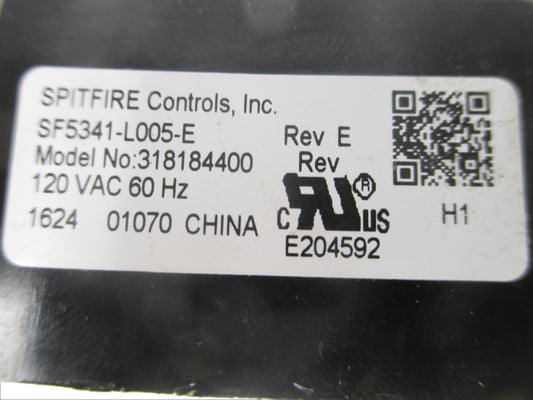 SPITFIRE Controls, Inc.
SF5341-L005-E Rev E
Model No:318184400 Rev
120 VAC 60 Hz
C RU ® US
1624 01070 CHINA H1
E204592